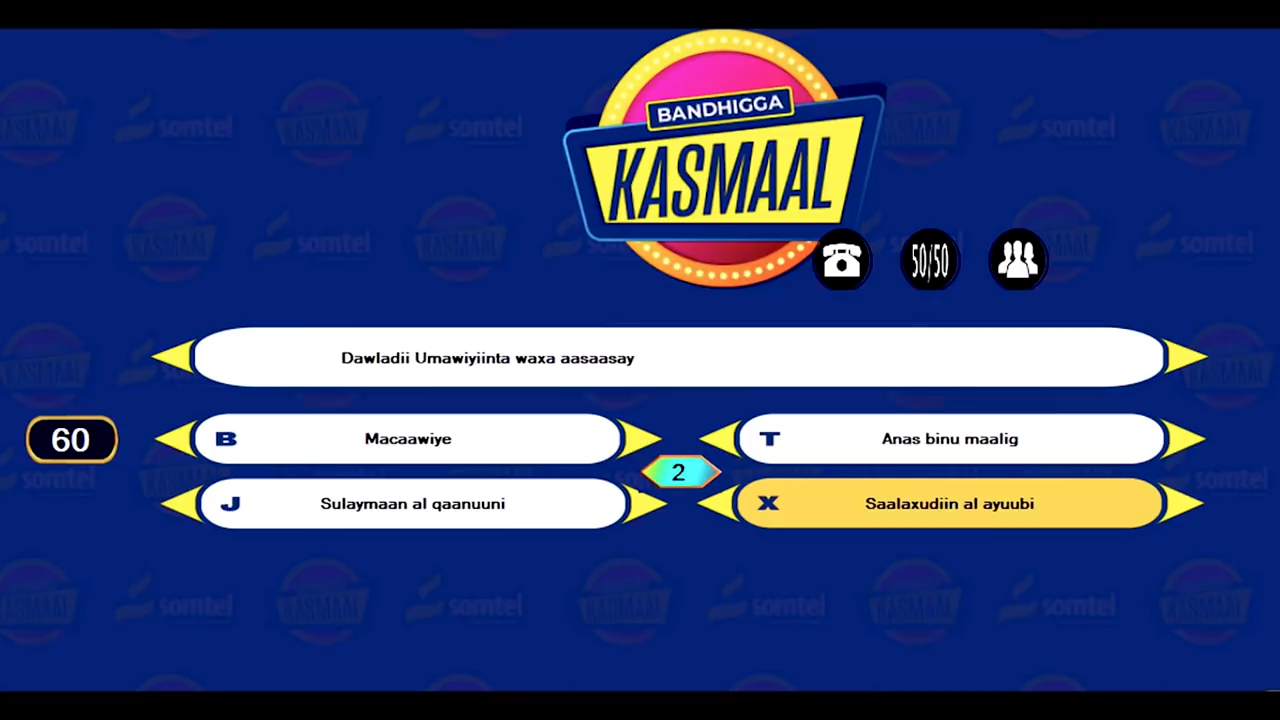 BANDHIGGA
KASMAAL
50/50
Dawladii Umawiyiinta waxa aasaasay
60
B Macaawiye
T Anas binu maalig
2
J Sulaymaan al qaanuuni
X Saalaxudiin al ayuubi
somtel